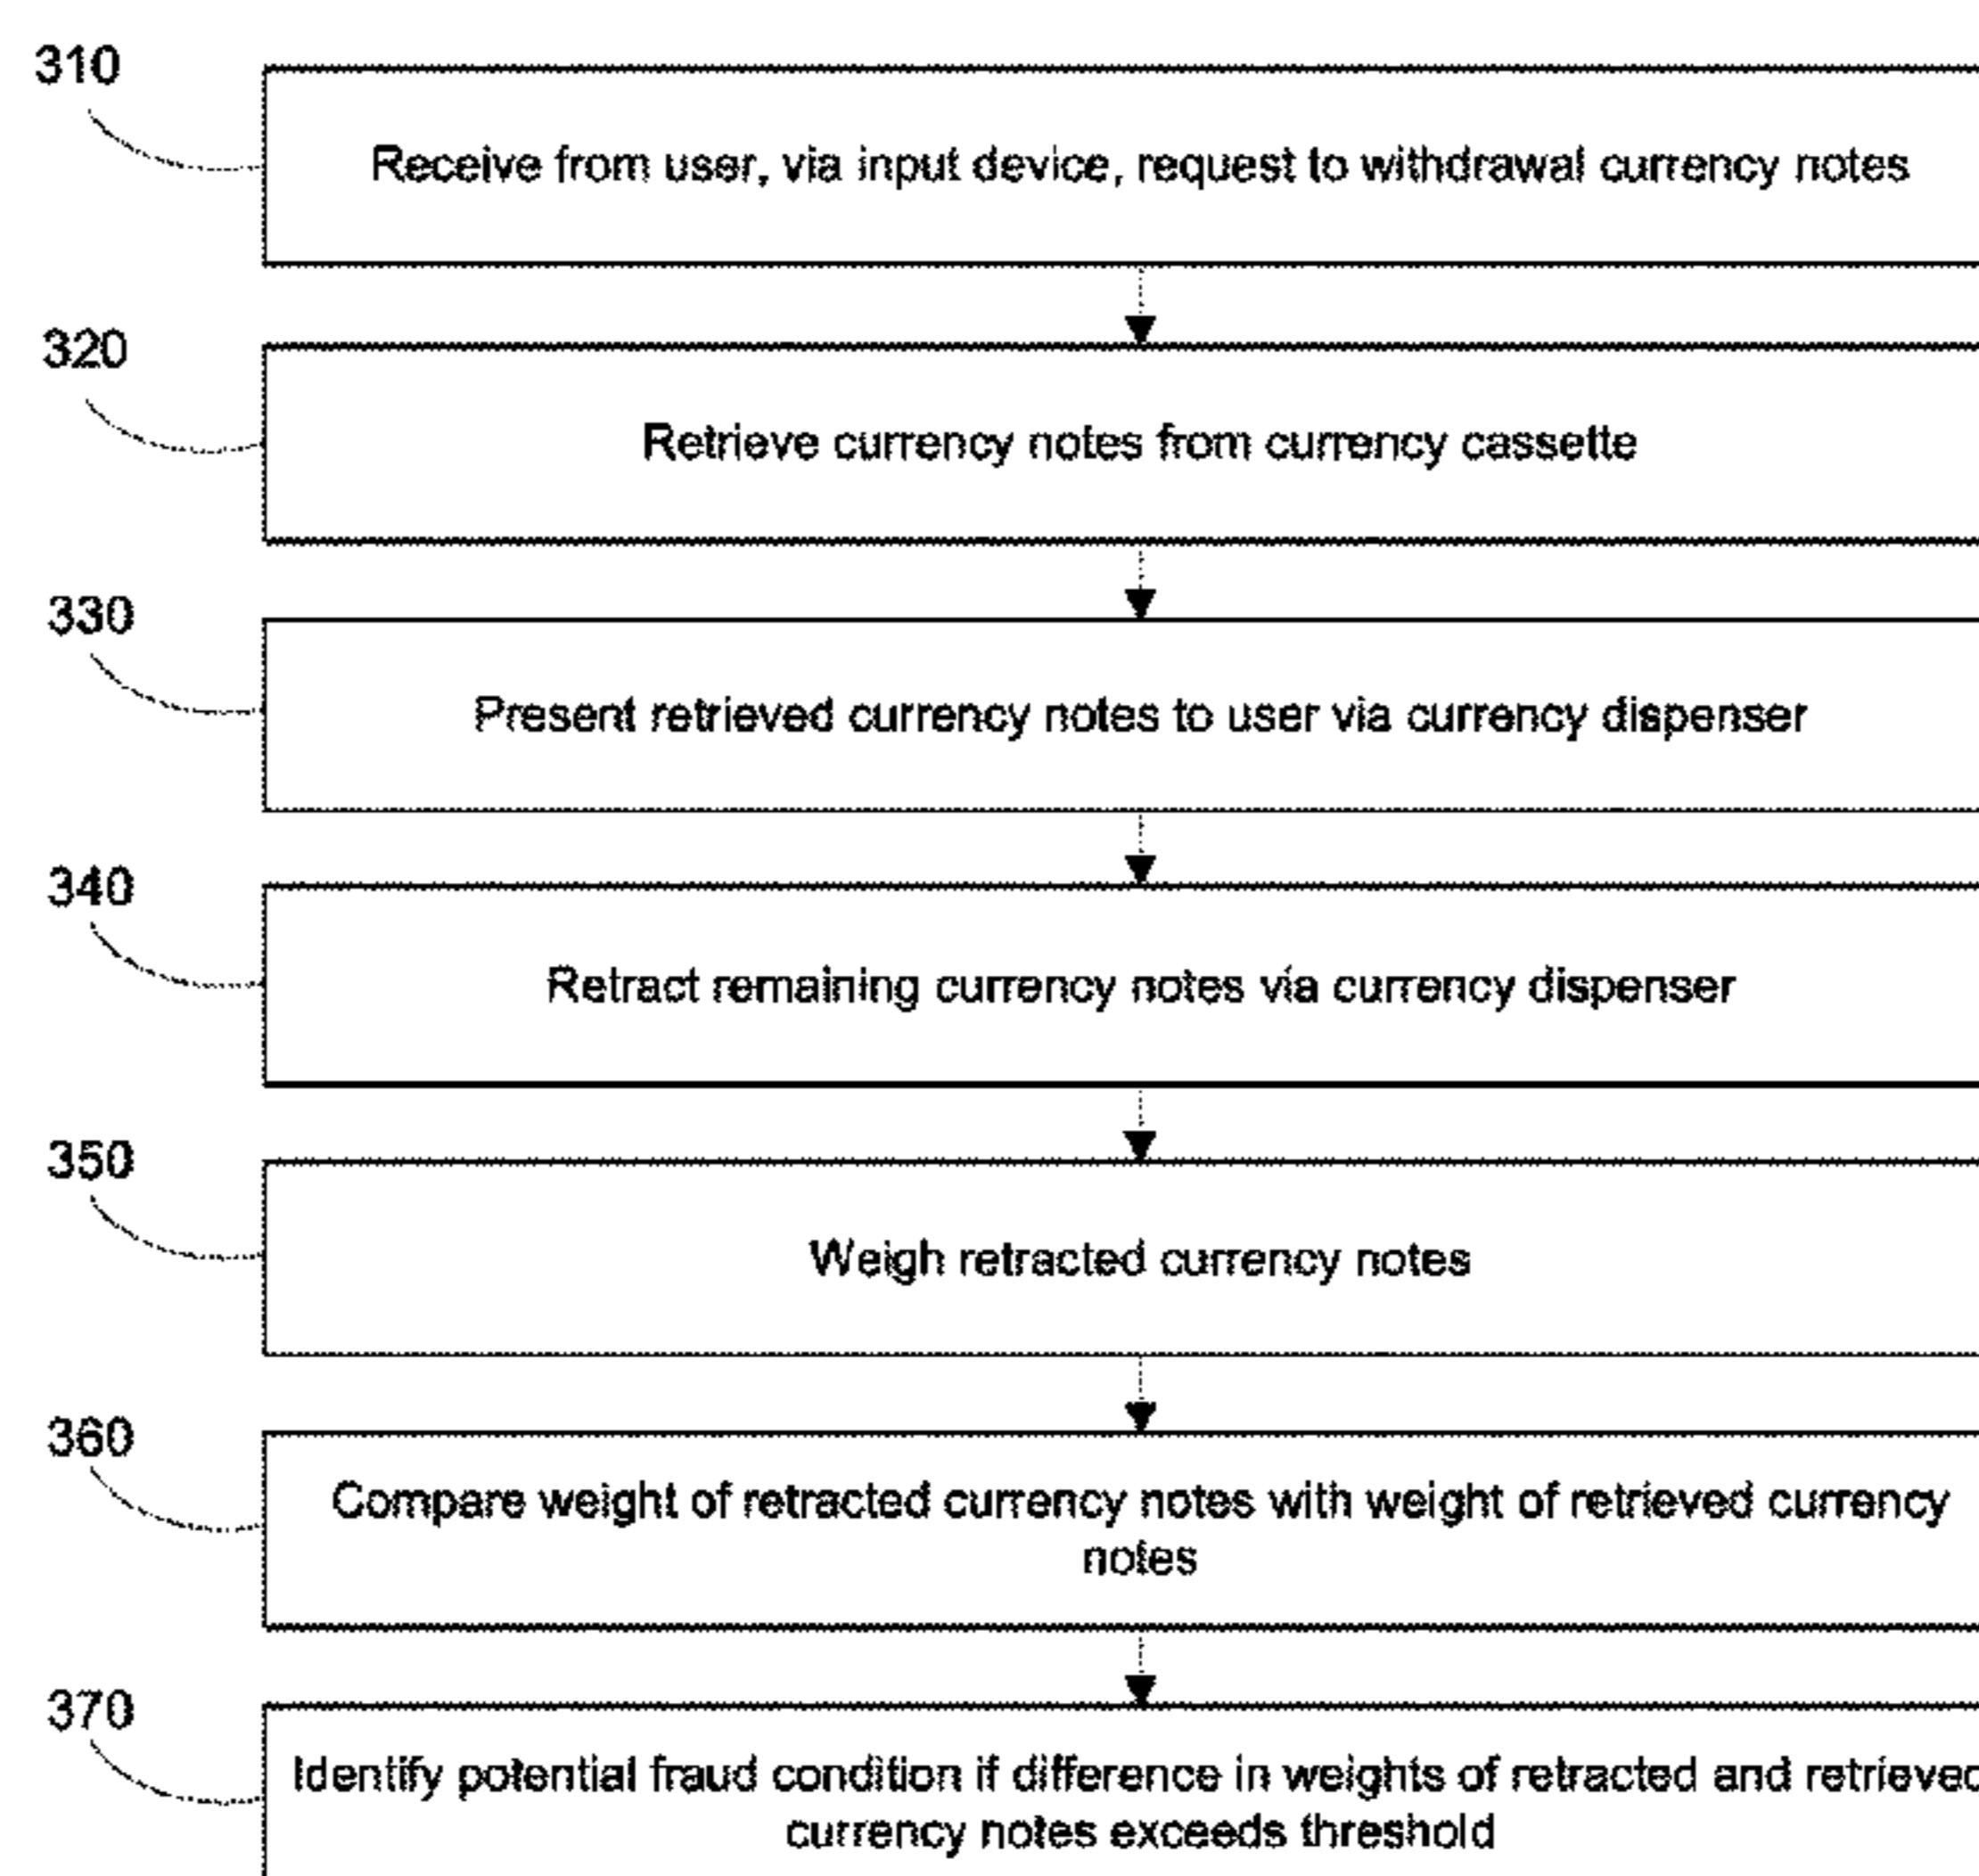 310
Receive from user, via input device, request to withdrawal currency notes
320
Retrieve currency notes from currency cassette
330
Present retrieved currency notes to user via currency dispenser
340
Retract remaining currency notes via currency dispenser
350
Weigh retracted currency notes
360
Compare weight of retracted currency notes with weight of retrieved currency
notes
370
Identify potential fraud condition if difference in weights of retracted and retrieved
currency notes exceeds threshold